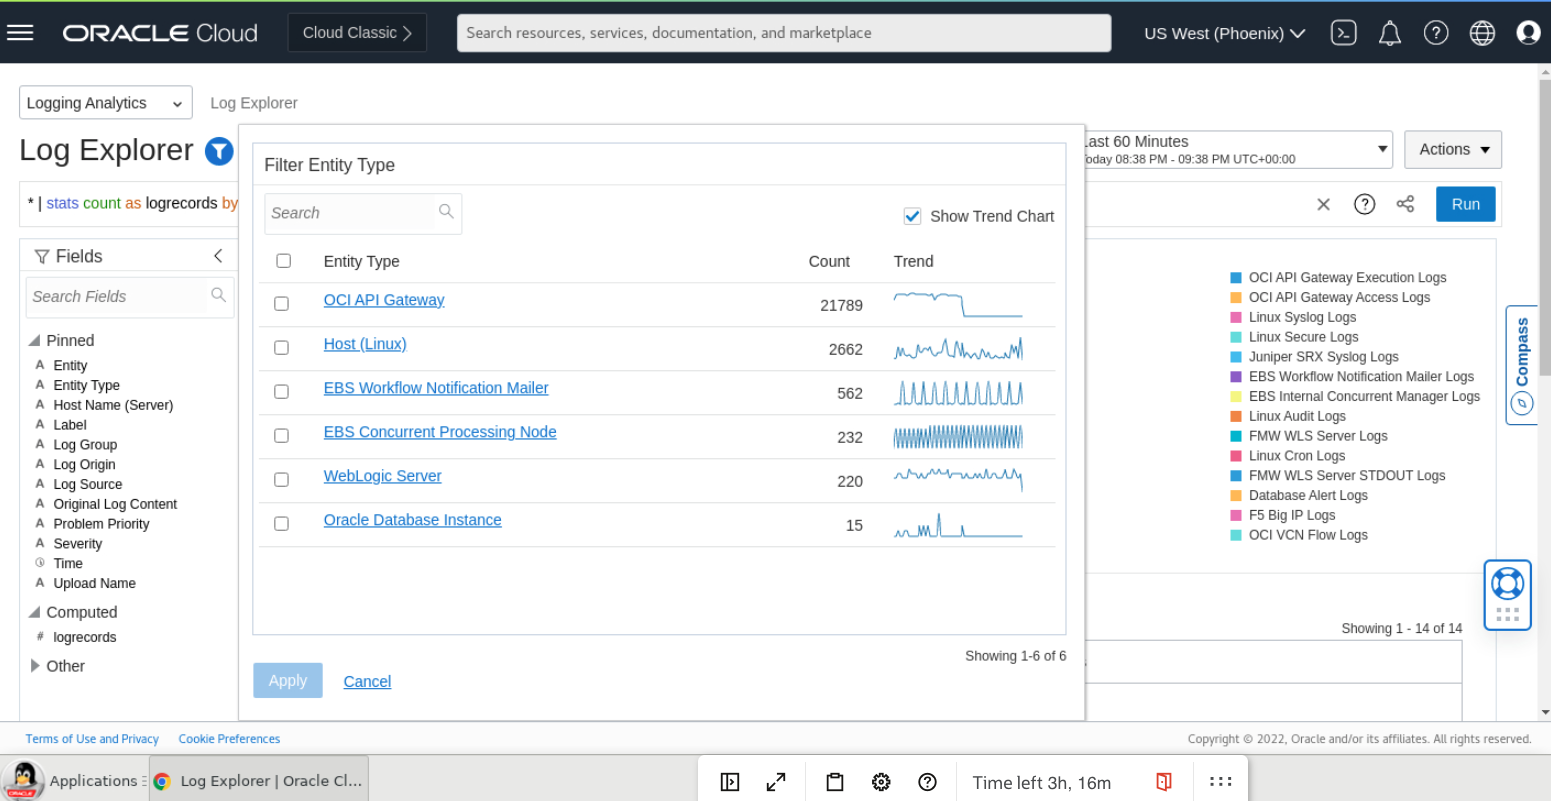 ORACLE Cloud
Cloud Classic
Search resources, services, documentation, and marketplace
US West (Phoenix)
Logging Analytics
Log Explorer
Log Explorer
Last 60 Minutes
Today 08:38 PM - 09:38 PM UTC+00:00
Actions
* | stats count as logrecords by
Run
Fields
Search Fields
Pinned
A Entity
A Entity Type
A Host Name (Server)
A Label
A Log Group
A Log Origin
A Log Source
A Original Log Content
A Problem Priority
A Severity
Time
A Upload Name
Computed
# logrecords
Other
Filter Entity Type
Search
Show Trend Chart
Entity Type Count Trend
OCI API Gateway 21789
Host (Linux) 2662
EBS Workflow Notification Mailer 562
EBS Concurrent Processing Node 232
WebLogic Server 220
Oracle Database Instance 15
Showing 1-6 of 6
Apply Cancel
OCI API Gateway Execution Logs
OCI API Gateway Access Logs
Linux Syslog Logs
Linux Secure Logs
Juniper SRX Syslog Logs
EBS Workflow Notification Mailer Logs
EBS Internal Concurrent Manager Logs
Linux Audit Logs
FMW WLS Server Logs
Linux Cron Logs
FMW WLS Server STDOUT Logs
Database Alert Logs
F5 Big IP Logs
OCI VCN Flow Logs
Compass
Showing 1 - 14 of 14
Terms of Use and Privacy
Cookie Preferences
Copyright © 2022, Oracle and/or its affiliates. All rights reserved.
ORACLE
Applications
Log Explorer | Oracle Cl...
Time left 3h, 16m